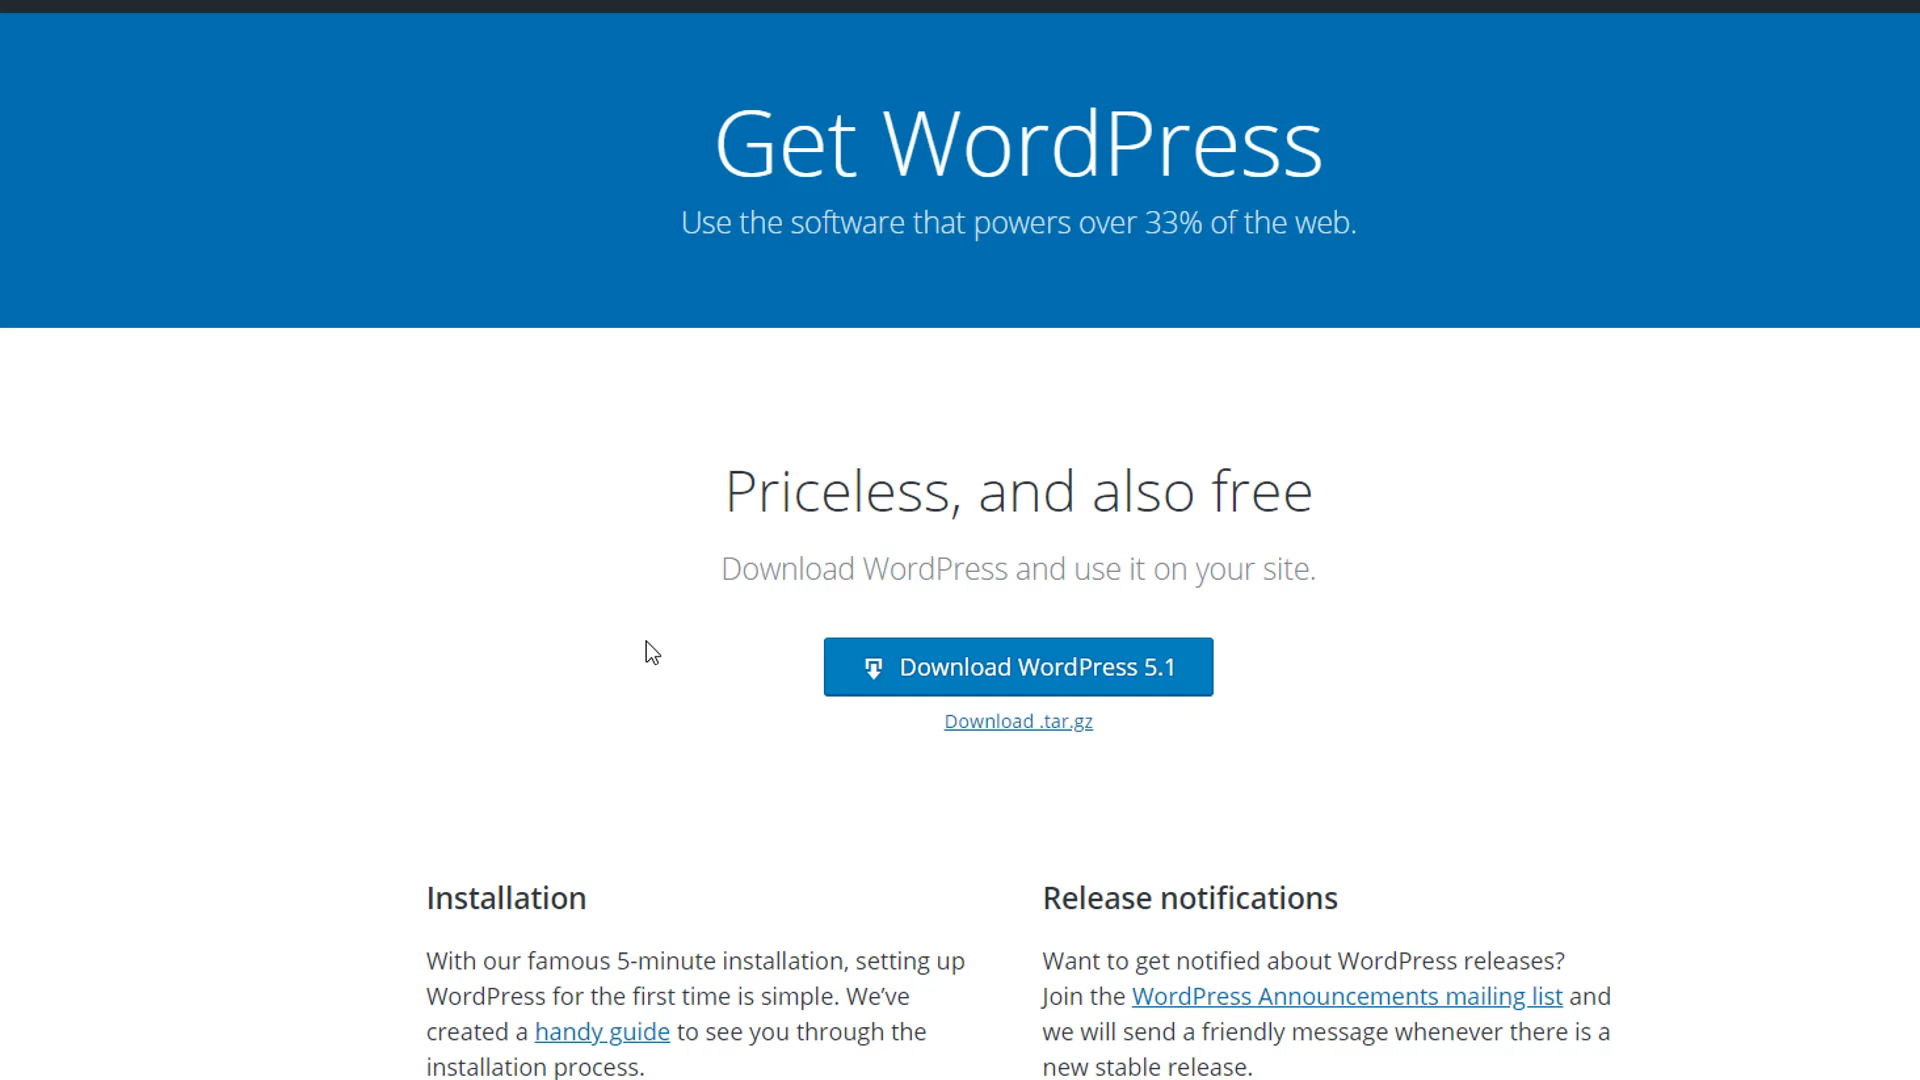 Get WordPress
Use the software that powers over 33% of the web.
Priceless, and also free
Download WordPress and use it on your site.
Download WordPress 5.1
Download .tar.gz
Installation
With our famous 5-minute installation, setting up
WordPress for the first time is simple. We’ve
created a handy guide to see you through the
installation process.
Release notifications
Want to get notified about WordPress releases?
Join the WordPress Announcements mailing list and
we will send a friendly message whenever there is a
new stable release.